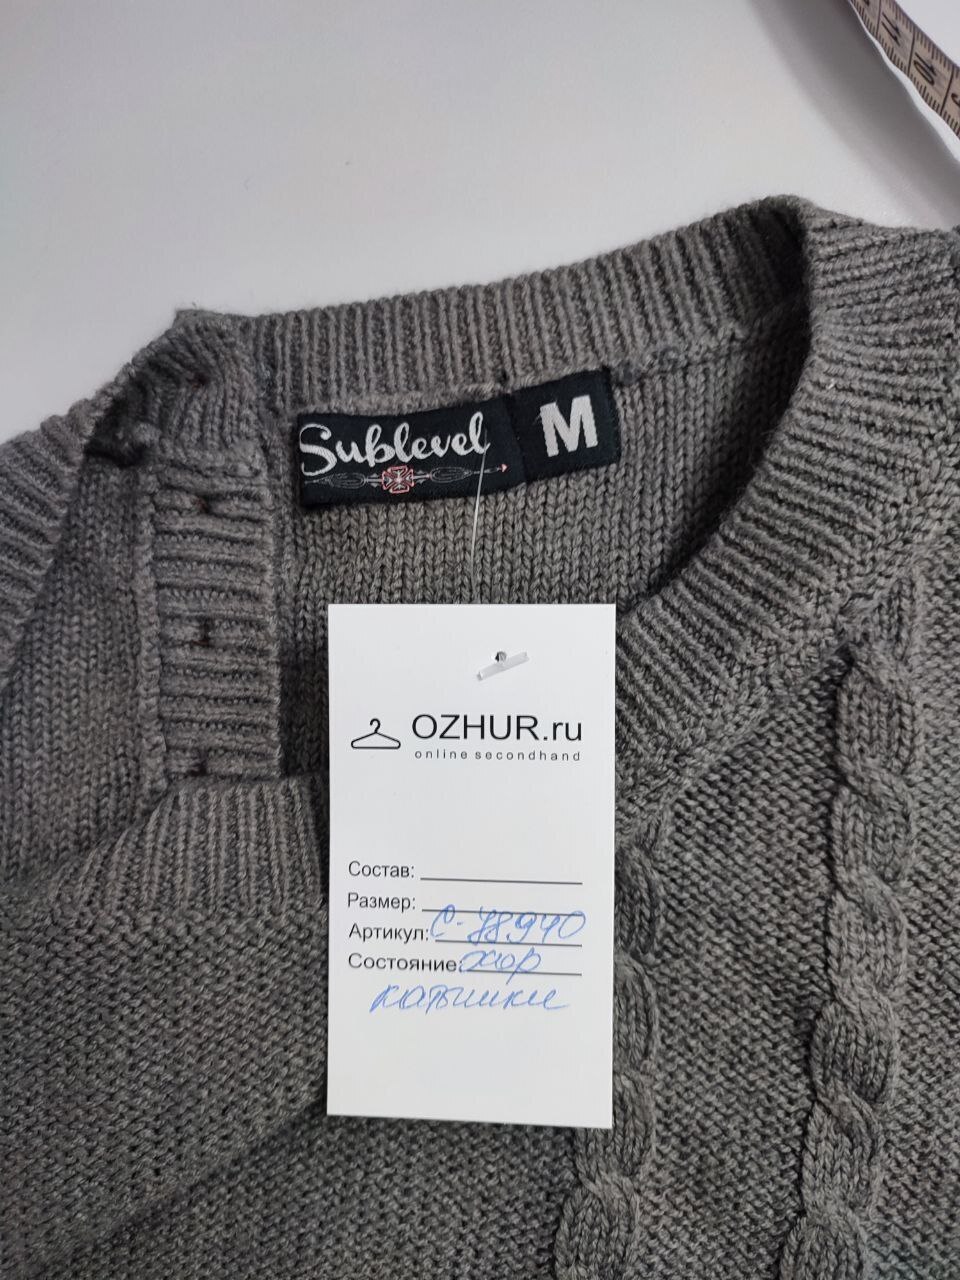 Sublevel M
OZHUR.ru
online secondhand
Состав:
Размер:
Артикул: С-78940
Состояние: хор
катышки